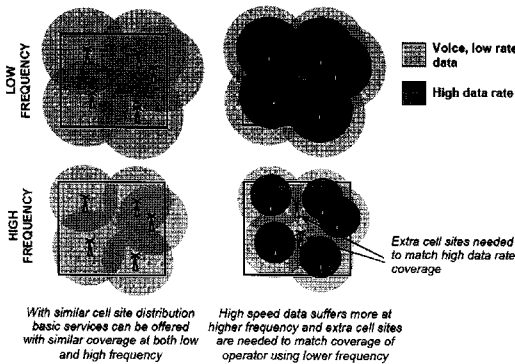 LOW
FREQUENCY
Voice, low rate
data
High data rate
HIGH
FREQUENCY
Extra cell sites needed
to match high data rate
coverage
With similar cell site distribution
basic services can be offered
with similar coverage at both low
and high frequency
High speed data suffers more at
higher frequency and extra cell sites
are needed to match coverage of
operator using lower frequency